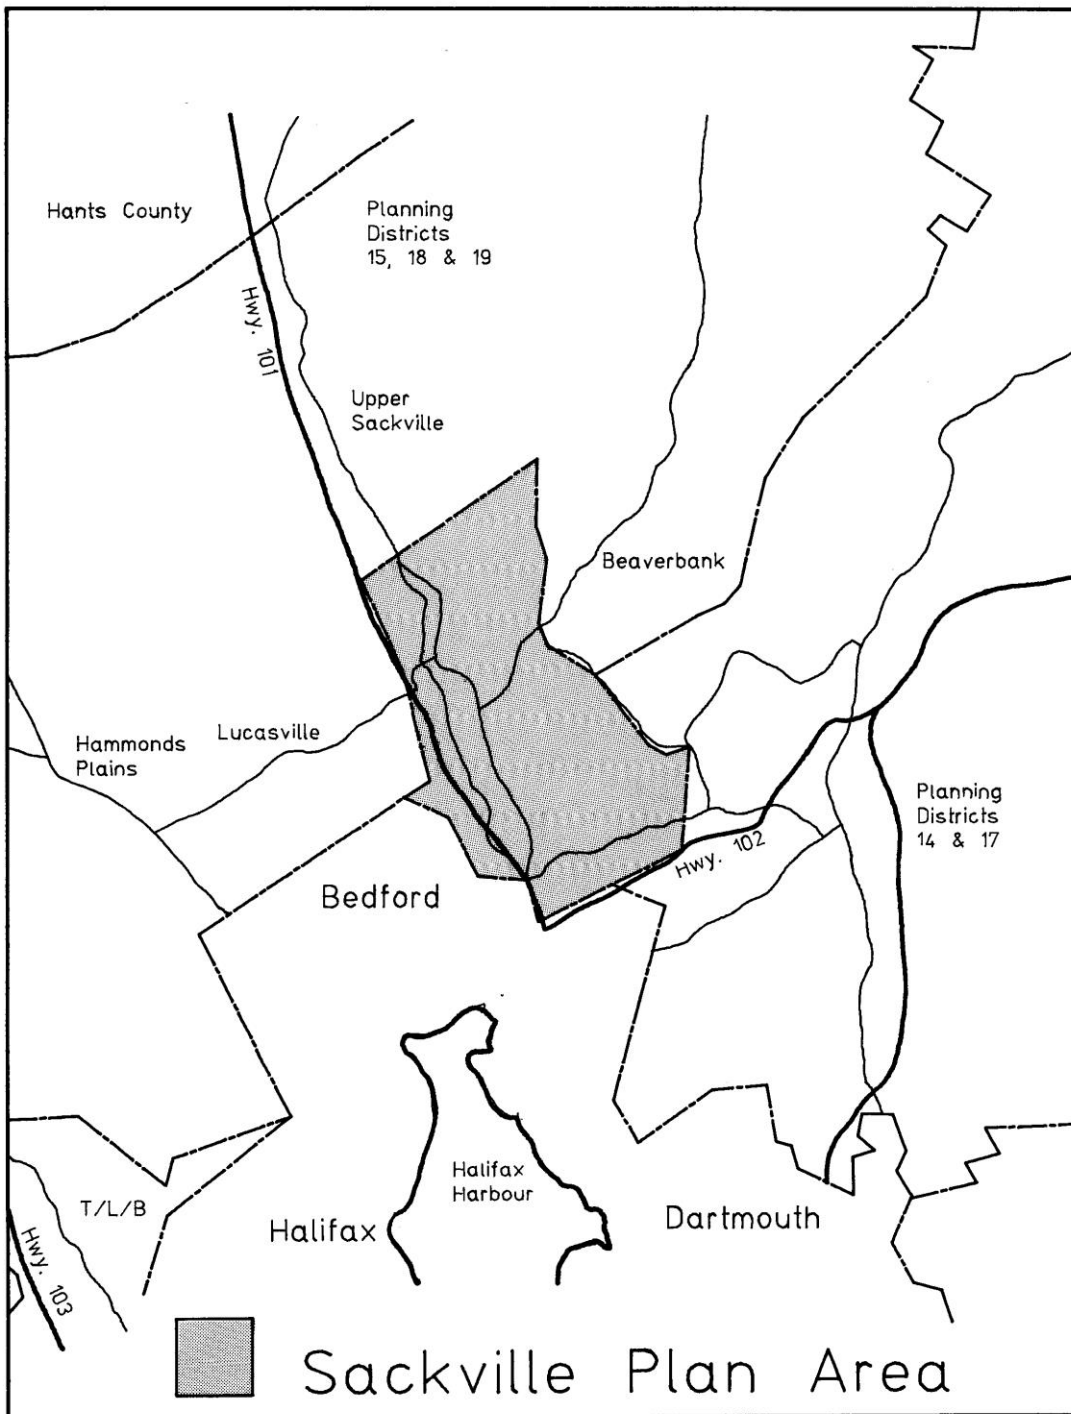 Hants County
Planning
Districts
15, 18 & 19
Hwy. 101
Upper
Sackville
Beaverbank
Lucasville
Hammonds
Plains
Planning
Districts
14 & 17
Hwy. 102
Bedford
Halifax
Harbour
T/L/B
Halifax
Dartmouth
Hwy. 103
Sackville Plan Area